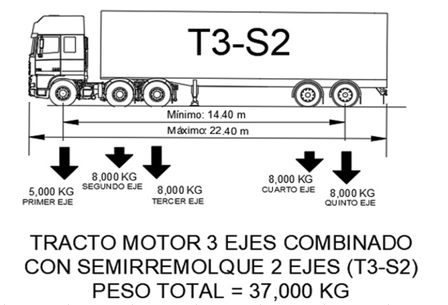 T3-S2
Mínimo: 14.40 m
Máximo: 22.40 m
5,000 KG
PRIMER EJE
8,000 KG
SEGUNDO EJE
8,000 KG
TERCER EJE
8,000 KG
CUARTO EJE
8,000 KG
QUINTO EJE
TRACTO MOTOR 3 EJES COMBINADO
CON SEMIRREMOLQUE 2 EJES (T3-S2)
PESO TOTAL = 37,000 KG